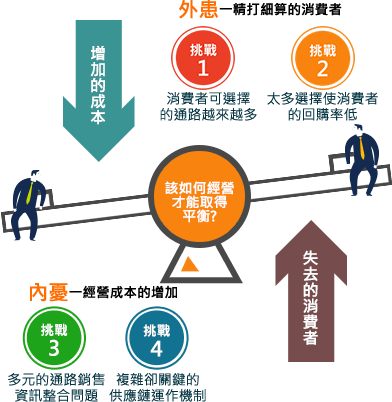 外患—精打細算的消費者
挑戰
1
挑戰
2
消費者可選擇
的通路越來越多
太多選擇使消費者
的回購率低
增加的成本
該如何經營
才能取得
平衡?
失去的消費者
內憂—經營成本的增加
挑戰
3
挑戰
4
多元的通路銷售
資訊整合問題
複雜卻關鍵的
供應鏈運作機制